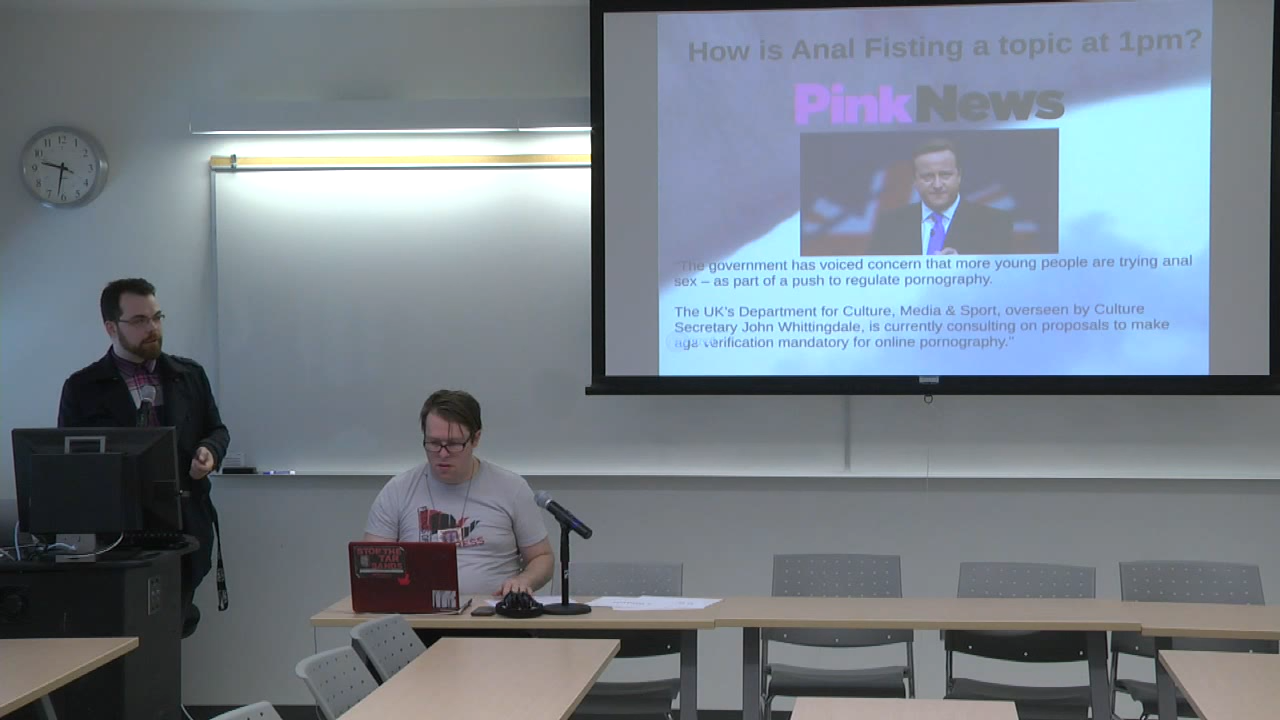 How is Anal Fisting a topic at 1pm?
PinkNews
"The government has voiced concern that more young people are trying anal
sex – as part of a push to regulate pornography.
The UK's Department for Culture, Media & Sport, overseen by Culture
Secretary John Whittingdale, is currently consulting on proposals to make
age verification mandatory for online pornography."
STOP THE
TAR
SANDS